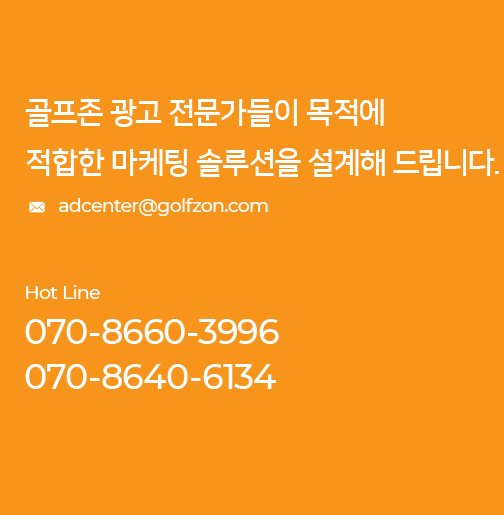 골프존 광고 전문가들이 목적에
적합한 마케팅 솔루션을 설계해 드립니다.
adcenter@golfzon.com
Hot Line
070-8660-3996
070-8640-6134